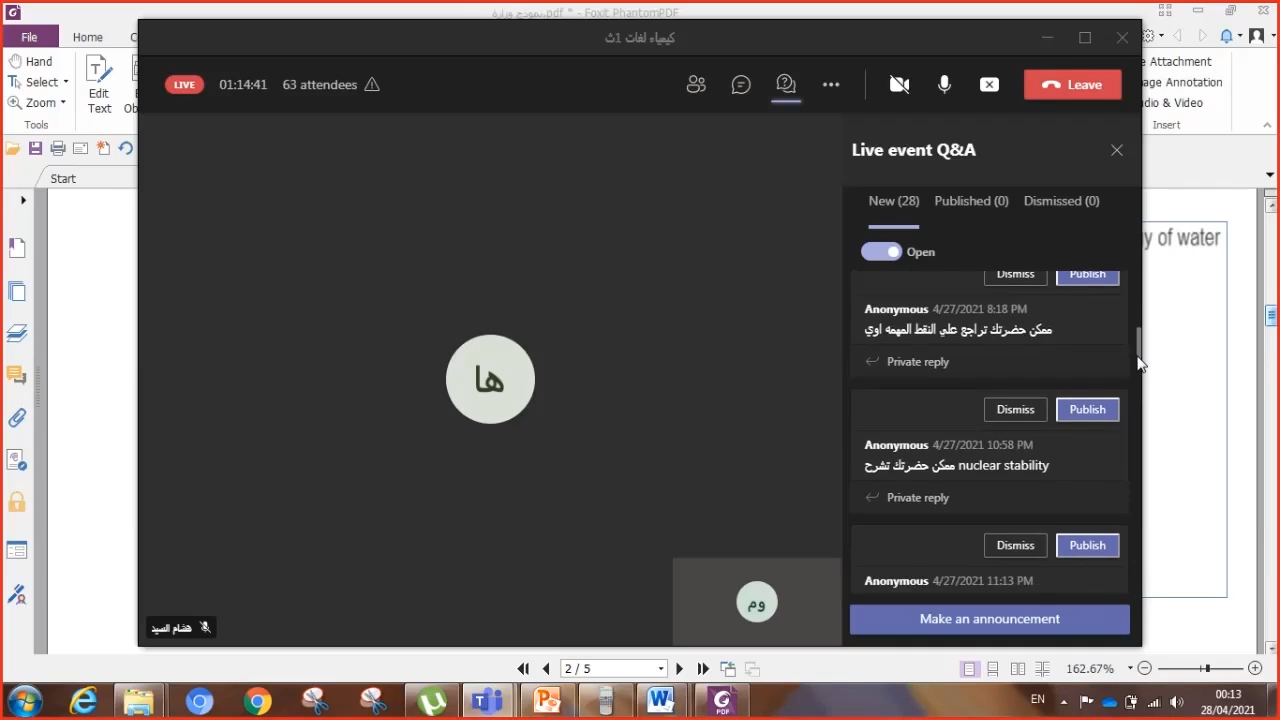 نموذج وزارة.pdf * - Foxit PhantomPDF
File
Home
كيمياء لغات 1ث
Hand
Select
Zoom
Edit
Text
Tools
LIVE
01:14:41
63 attendees
Leave
Attachment
age Annotation
dio & Video
Insert
Start
Live event Q&A
New (28)
Published (0)
Dismissed (0)
Open
y of water
Dismiss
Publish
Anonymous 4/27/2021 8:18 PM
ممكن حضرتك تراجع علي النقط المهمه اوي
Private reply
Dismiss
Publish
Anonymous 4/27/2021 10:58 PM
ممكن حضرتك تشرح nuclear stability
Private reply
Dismiss
Publish
Anonymous 4/27/2021 11:13 PM
Make an announcement
ها
وم
هشام السيد
2 / 5
162.67%
EN
00:13
28/04/2021